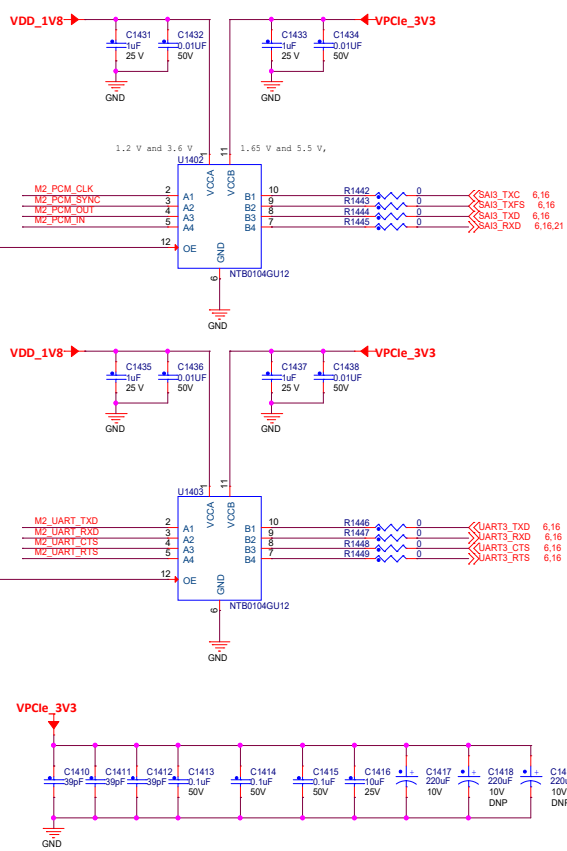 VDD_1V8
VPCIe_3V3
C1431
1uF
25 V
C1432
0.01UF
50V
C1433
1uF
25 V
C1434
0.01UF
50V
GND
GND
1.2 V and 3.6 V
1
11
1.65 V and 5.5 V,
U1402
VCCA
VCCB
M2_PCM_CLK 2 A1 B1 10 R1442 0 SAI3_TXC 6,16
M2_PCM_SYNC 3 A2 B2 9 R1443 0 SAI3_TXFS 6,16
M2_PCM_OUT 4 A3 B3 8 R1444 0 SAI3_TXD 6,16
M2_PCM_IN 5 A4 B4 7 R1445 0 SAI3_RXD 6,16,21
12 OE
GND
6
NTB0104GU12
GND
VDD_1V8
VPCIe_3V3
C1435
1uF
25 V
C1436
0.01UF
50V
C1437
1uF
25 V
C1438
0.01UF
50V
GND
GND
1
11
U1403
VCCA
VCCB
M2_UART_TXD 2 A1 B1 10 R1446 0 UART3_TXD 6,16
M2_UART_RXD 3 A2 B2 9 R1447 0 UART3_RXD 6,16
M2_UART_CTS 4 A3 B3 8 R1448 0 UART3_CTS 6,16
M2_UART_RTS 5 A4 B4 7 R1449 0 UART3_RTS 6,16
12 OE
GND
6
NTB0104GU12
GND
VPCIe_3V3
C1410
39pF
C1411
39pF
C1412
39pF
C1413
0.1uF
50V
C1414
0.1uF
50V
C1415
0.1uF
50V
C1416
10uF
25V
C1417
220uF
10V
C1418
220uF
10V
DNP
10V
GND